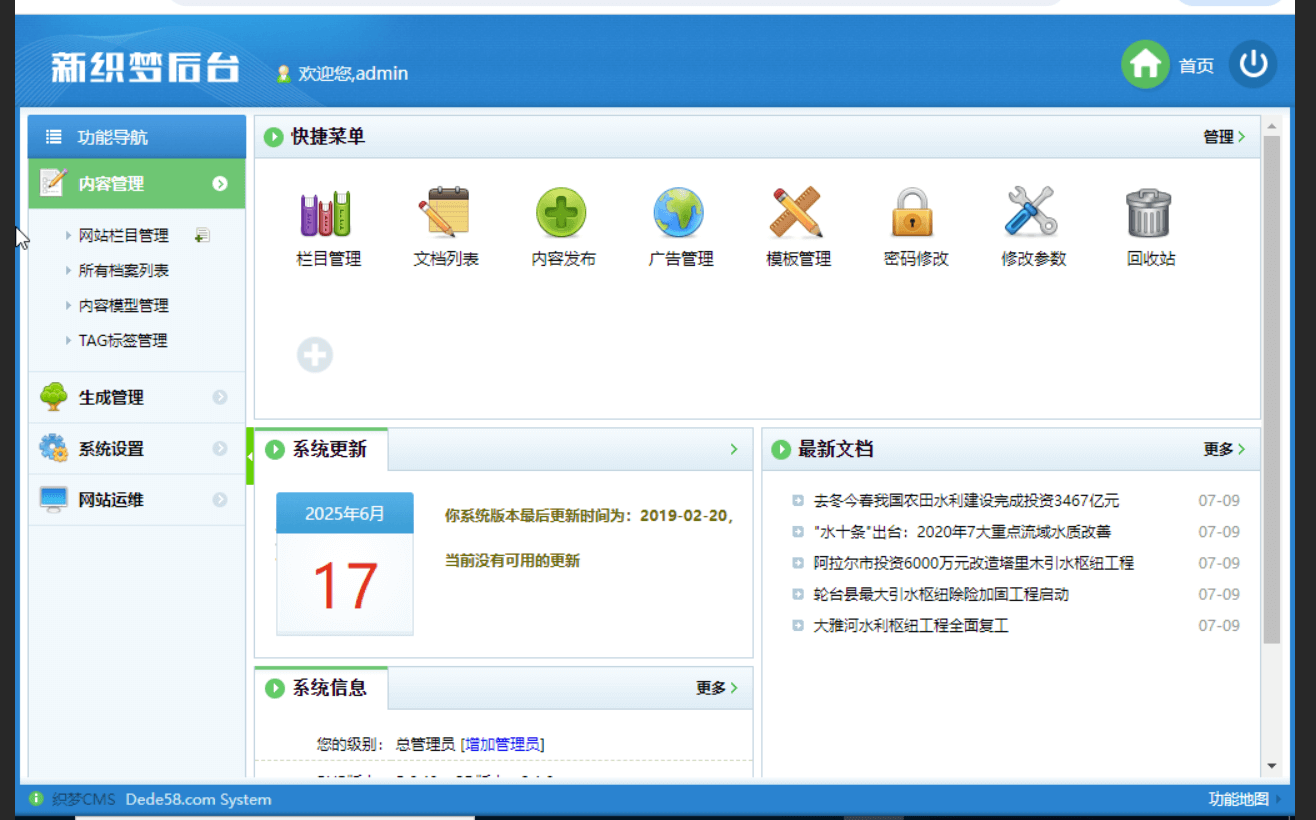 新织梦后台
欢迎您,admin
首页
功能导航
内容管理
网站栏目管理
所有档案列表
内容模型管理
TAG标签管理
生成管理
系统设置
网站运维
快捷菜单
管理
栏目管理
文档列表
内容发布
广告管理
模板管理
密码修改
修改参数
回收站
系统更新
2025年6月
17
你系统版本最后更新时间为：2019-02-20，
当前没有可用的更新
最新文档
更多
去冬今春我国农田水利建设完成投资3467亿元 07-09
"水十条"出台：2020年7大重点流域水质改善 07-09
阿拉尔市投资6000万元改造塔里木引水枢纽工程 07-09
轮台县最大引水枢纽除险加固工程启动 07-09
大雅河水利枢纽工程全面复工 07-09
系统信息
更多
您的级别： 总管理员 [增加管理员]
织梦CMS Dede58.com System
功能地图